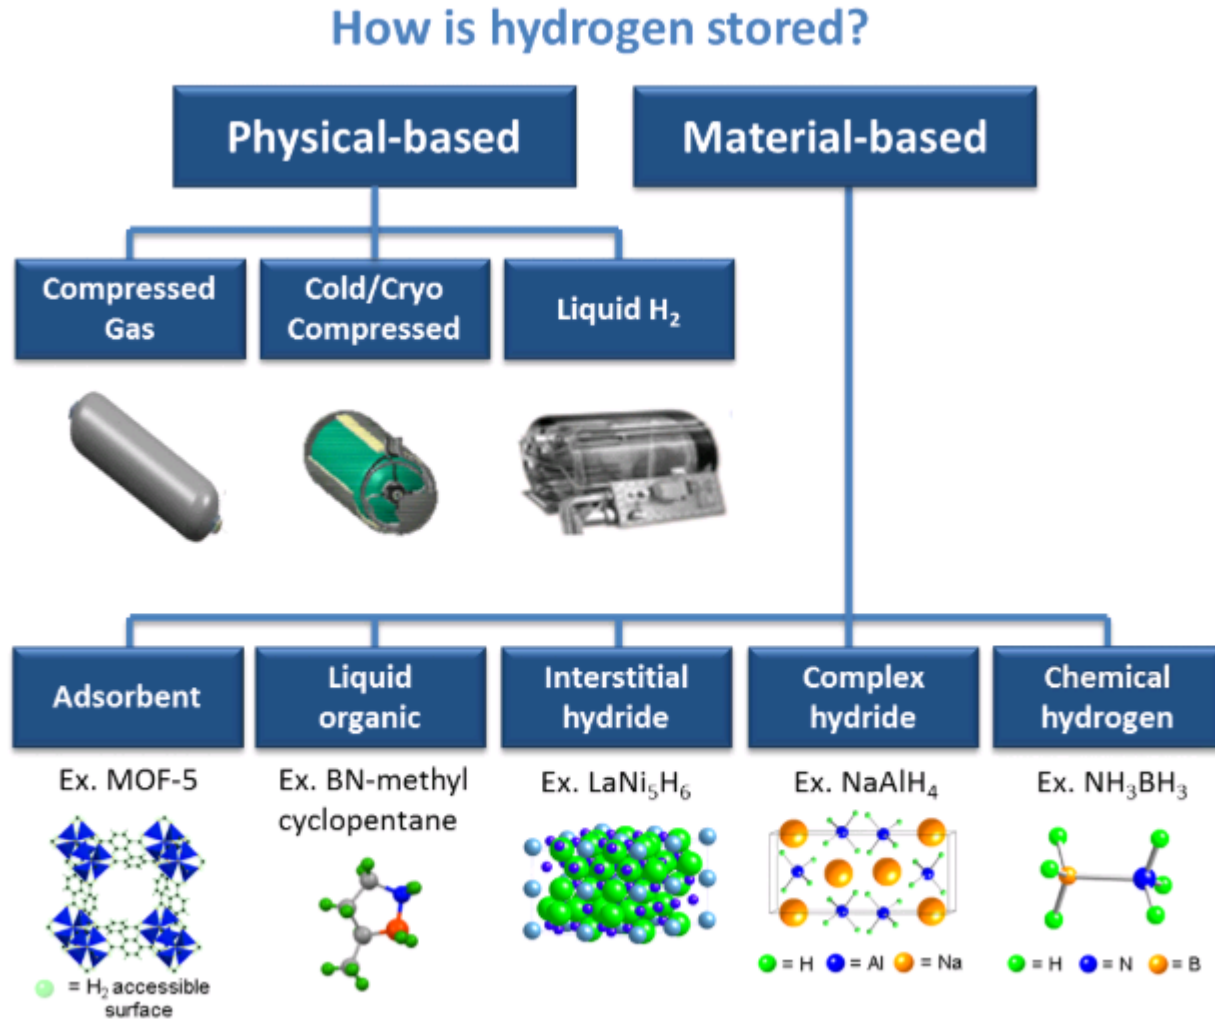 How is hydrogen stored?
Physical-based
Material-based
Compressed
Gas
Cold/Cryo
Compressed
Liquid H₂
Adsorbent
Liquid
organic
Interstitial
hydride
Complex
hydride
Chemical
hydrogen
Ex. MOF-5
Ex. BN-methyl
cyclopentane
Ex. LaNi₅H₆
Ex. NaAlH₄
Ex. NH₃BH₃
= H₂ accessible
surface
= H = Al = Na
= H = N = B